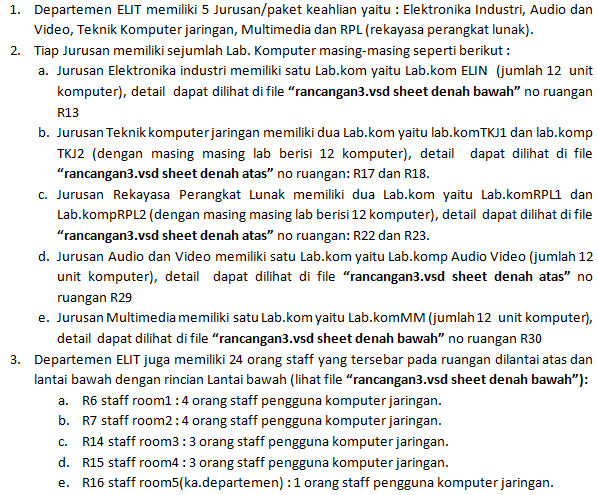 1. Departemen ELIT memiliki 5 Jurusan/paket keahlian yaitu : Elektronika Industri, Audio dan
Video, Teknik Komputer jaringan, Multimedia dan RPL (rekayasa perangkat lunak).
2. Tiap Jurusan memiliki sejumlah Lab. Komputer masing-masing seperti berikut :
a. Jurusan Elektronika industri memiliki satu Lab.kom yaitu Lab.kom ELIN (jumlah 12 unit
komputer), detail dapat dilihat di file “rancangan3.vsd sheet denah bawah” no ruangan
R13
b. Jurusan Teknik komputer jaringan memiliki dua Lab.kom yaitu lab.komTKJ1 dan lab.komp
TKJ2 (dengan masing masing lab berisi 12 komputer), detail dapat dilihat di file
“rancangan3.vsd sheet denah atas” no ruangan: R17 dan R18.
c. Jurusan Rekayasa Perangkat Lunak memiliki dua Lab.kom yaitu Lab.komRPL1 dan
Lab.kompRPL2 (dengan masing masing lab berisi 12 komputer), detail dapat dilihat di file
“rancangan3.vsd sheet denah atas” no ruangan: R22 dan R23.
d. Jurusan Audio dan Video memiliki satu Lab.kom yaitu Lab.komp Audio Video (jumlah 12
unit komputer), detail dapat dilihat di file “rancangan3.vsd sheet denah atas” no
ruangan R29
e. Jurusan Multimedia memiliki satu Lab.kom yaitu Lab.komMM (jumlah 12 unit komputer),
detail dapat dilihat di file “rancangan3.vsd sheet denah bawah” no ruangan R30
3. Departemen ELIT juga memiliki 24 orang staff yang tersebar pada ruangan dilantai atas dan
lantai bawah dengan rincian Lantai bawah (lihat file “rancangan3.vsd sheet denah bawah”):
a. R6 staff room1 : 4 orang staff pengguna komputer jaringan.
b. R7 staff room2 : 4 orang staff pengguna komputer jaringan.
c. R14 staff room3 : 3 orang staff pengguna komputer jaringan.
d. R15 staff room4 : 3 orang staff pengguna komputer jaringan.
e. R16 staff room5(ka.departemen) : 1 orang staff pengguna komputer jaringan.